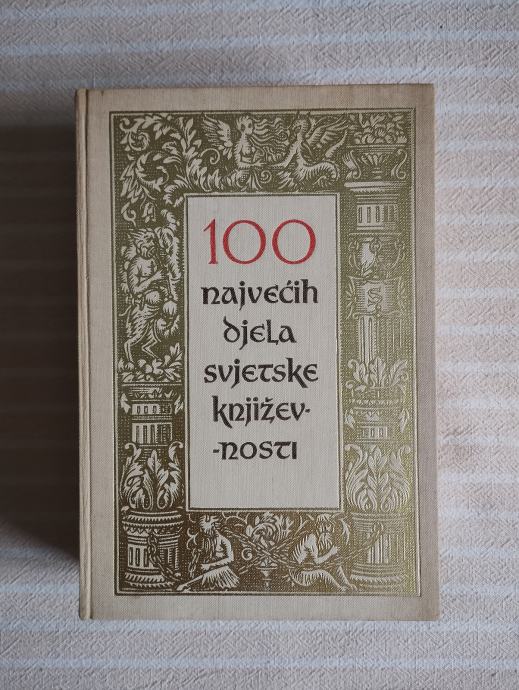 100
najvećih
djela
svjetske
književ-
-nosti